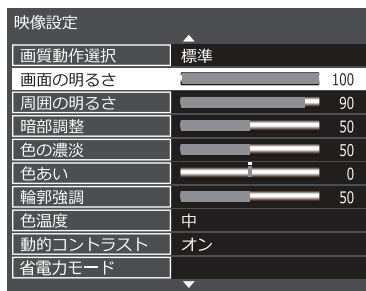 映像設定
画質動作選択 標準
画面の明るさ 100
周囲の明るさ 90
暗部調整 50
色の濃淡 50
色あい 0
輪郭強調 50
色温度 中
動的コントラスト オン
省電力モード